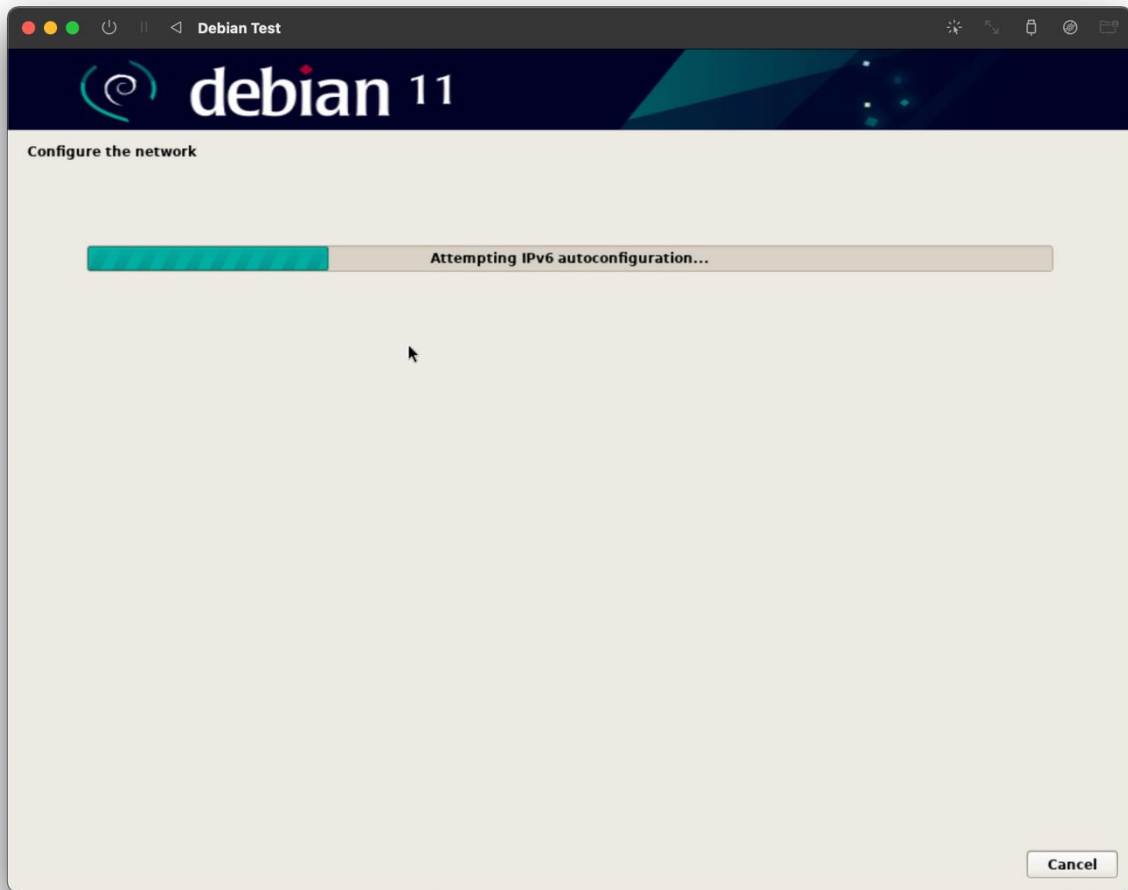 Debian Test
debian 11
Configure the network
Attempting IPv6 autoconfiguration...
Cancel